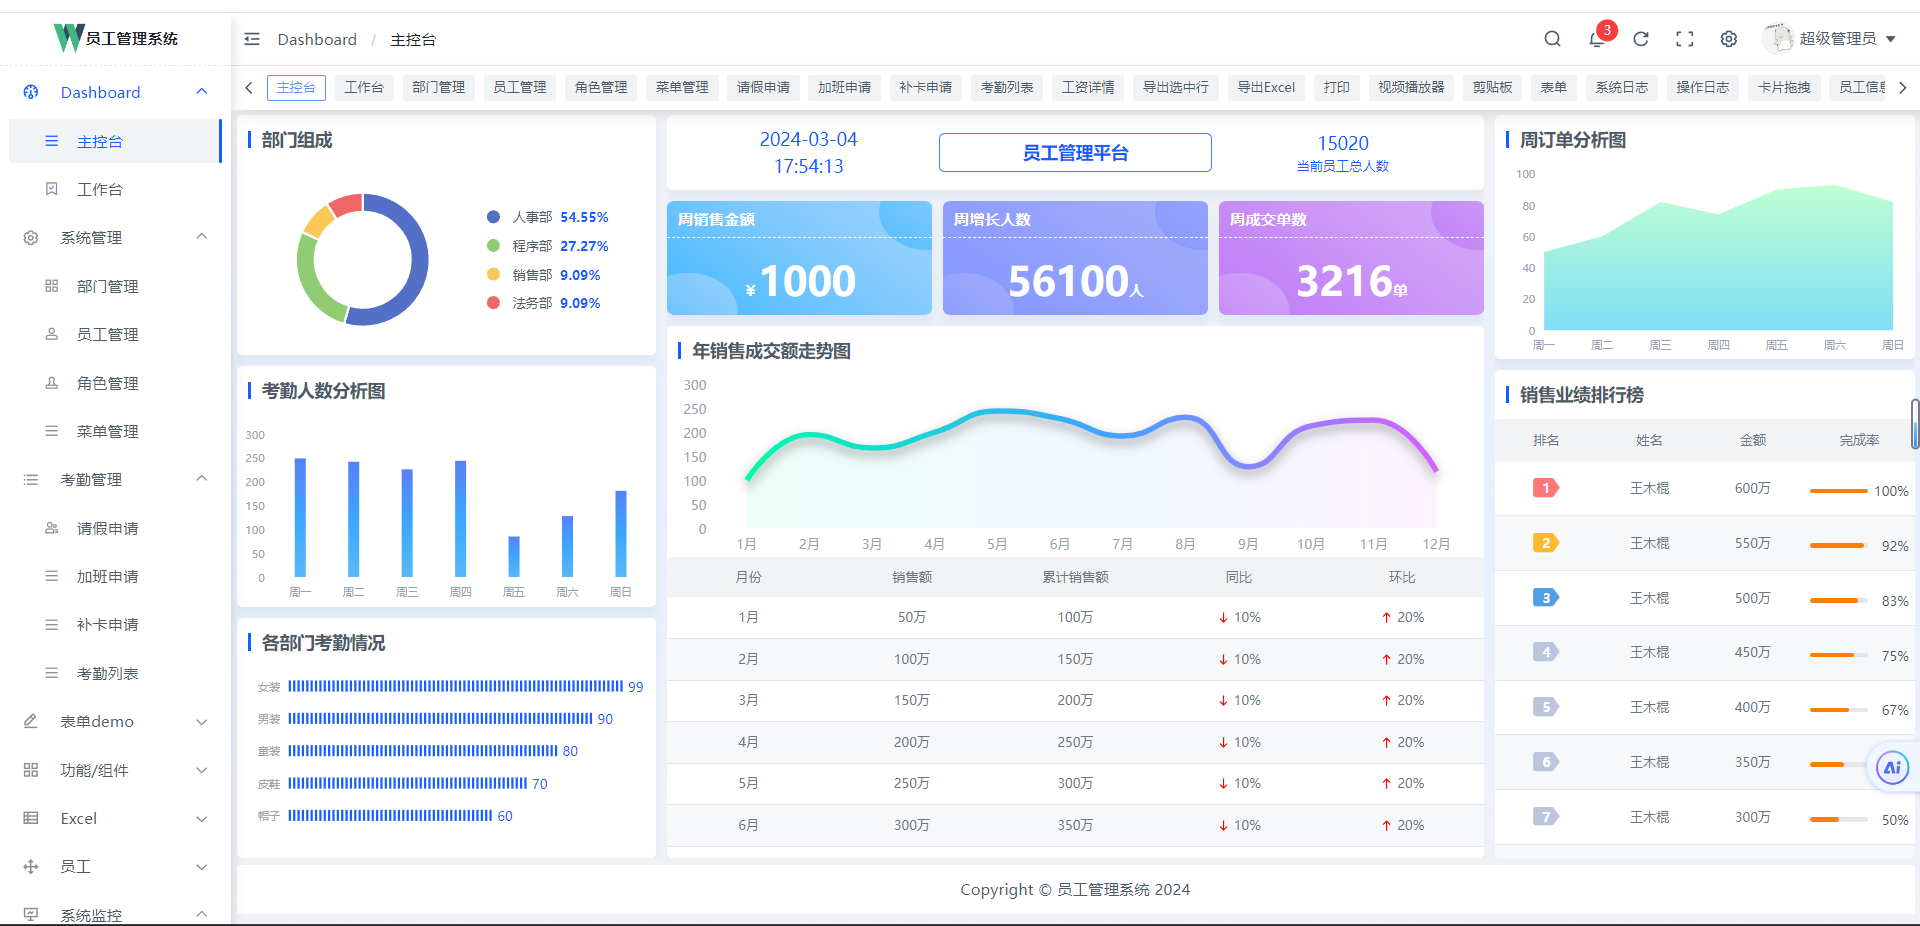 员工管理系统
Dashboard / 主控台
3
超级管理员
主控台 工作台 部门管理 员工管理 角色管理 菜单管理 请假申请 加班申请 补卡申请 考勤列表 工资详情 导出选中行 导出Excel 打印 视频播放器 剪贴板 表单 系统日志 操作日志 卡片拖拽 员工信息
Dashboard
主控台
工作台
系统管理
部门管理
员工管理
角色管理
菜单管理
考勤管理
请假申请
加班申请
补卡申请
考勤列表
表单demo
功能/组件
Excel
员工
系统监控
部门组成
人事部 54.55%
程序部 27.27%
销售部 9.09%
法务部 9.09%
考勤人数分析图
300
250
200
150
100
50
0
周一 周二 周三 周四 周五 周六 周日
各部门考勤情况
女装 99
男装 90
童装 80
皮鞋 70
帽子 60
2024-03-04
17:54:13
员工管理平台
15020
当前员工总人数
周销售金额
¥ 1000
周增长人数
56100人
周成交单数
3216单
年销售成交额走势图
300
250
200
150
100
50
0
1月 2月 3月 4月 5月 6月 7月 8月 9月 10月 11月 12月
月份 销售额 累计销售额 同比 环比
1月 50万 100万 ↓ 10% ↑ 20%
2月 100万 150万 ↓ 10% ↑ 20%
3月 150万 200万 ↓ 10% ↑ 20%
4月 200万 250万 ↓ 10% ↑ 20%
5月 250万 300万 ↓ 10% ↑ 20%
6月 300万 350万 ↓ 10% ↑ 20%
周订单分析图
100
80
60
40
20
0
周一 周二 周三 周四 周五 周六 周日
销售业绩排行榜
排名 姓名 金额 完成率
1 王木棍 600万 100%
2 王木棍 550万 92%
3 王木棍 500万 83%
4 王木棍 450万 75%
5 王木棍 400万 67%
6 王木棍 350万
7 王木棍 300万 50%
Ai
Copyright © 员工管理系统 2024